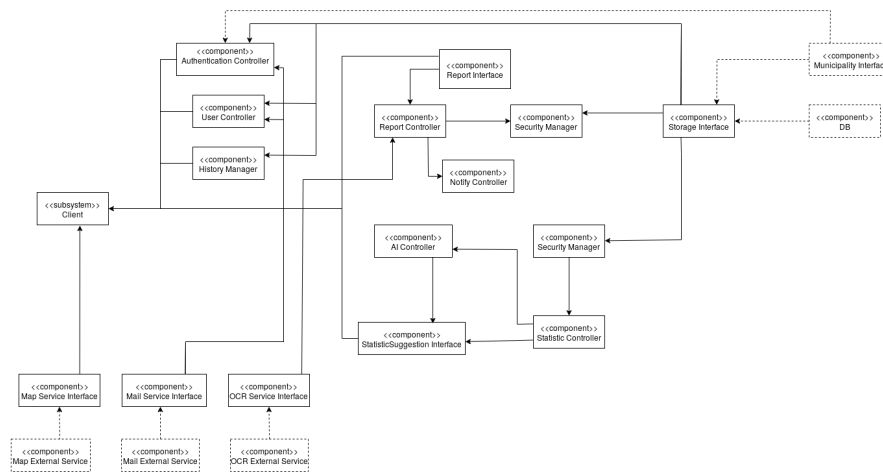 <<component>>
Authentication Controller
<<component>>
Report Interface
<<component>>
Municipality Interface
<<component>>
User Controller
<<component>>
Report Controller
<<component>>
Security Manager
<<component>>
Storage Interface
<<component>>
DB
<<component>>
History Manager
<<component>>
Notify Controller
<<subsystem>>
Client
<<component>>
AI Controller
<<component>>
Security Manager
<<component>>
StatisticSuggestion Interface
<<component>>
Statistic Controller
<<component>>
Map Service Interface
<<component>>
Mail Service Interface
<<component>>
OCR Service Interface
<<component>>
Map External Service
<<component>>
Mail External Service
<<component>>
OCR External Service